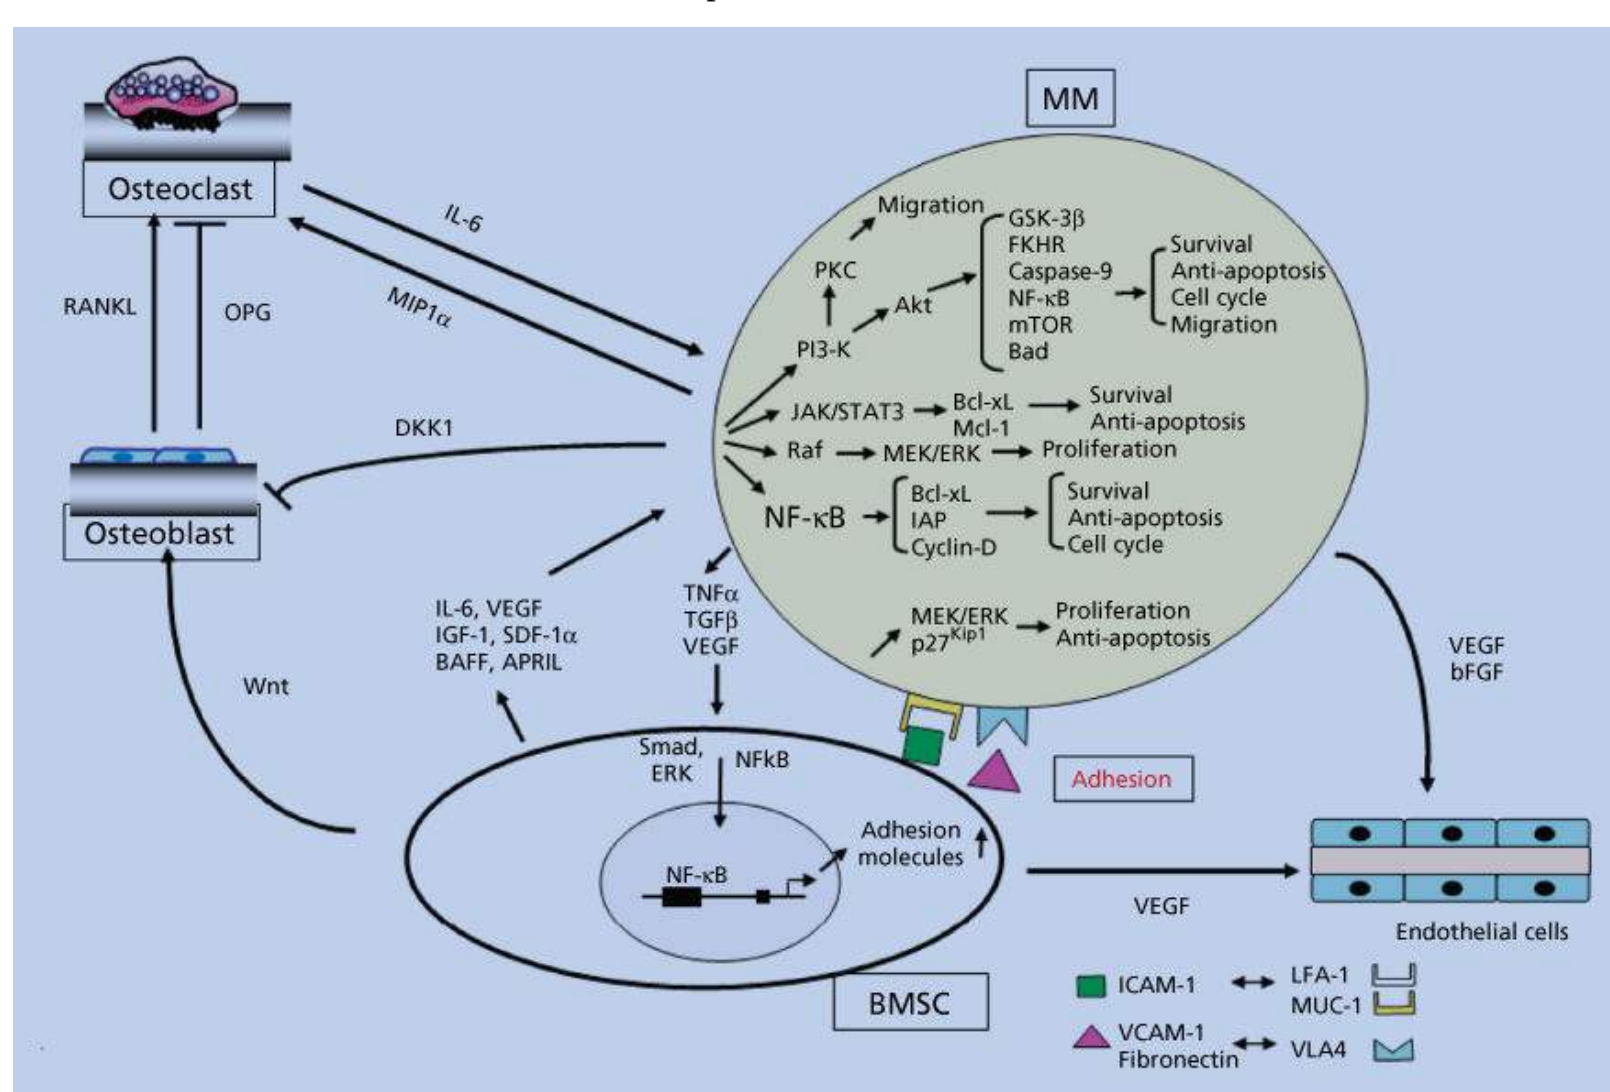 MM
Osteoclast
IL-6
MIP1α
RANKL
OPG
DKK1
Osteoblast
Wnt
Migration
PKC
Akt
PI3-K
GSK-3β
FKHR
Caspase-9
NF-κB
mTOR
Bad
Survival
Anti-apoptosis
Cell cycle
Migration
JAK/STAT3
Bcl-xL
Mcl-1
Survival
Anti-apoptosis
Raf
MEK/ERK
Proliferation
NF-κB
Bcl-xL
IAP
Cyclin-D
Survival
Anti-apoptosis
Cell cycle
MEK/ERK
p27Kip1
Proliferation
Anti-apoptosis
IL-6, VEGF
IGF-1, SDF-1α
BAFF, APRIL
TNFα
TGFβ
VEGF
VEGF
bFGF
Smad,
ERK
NFkB
NF-κB
Adhesion
molecules
Adhesion
VEGF
Endothelial cells
BMSC
ICAM-1
LFA-1
MUC-1
VCAM-1
Fibronectin
VLA4